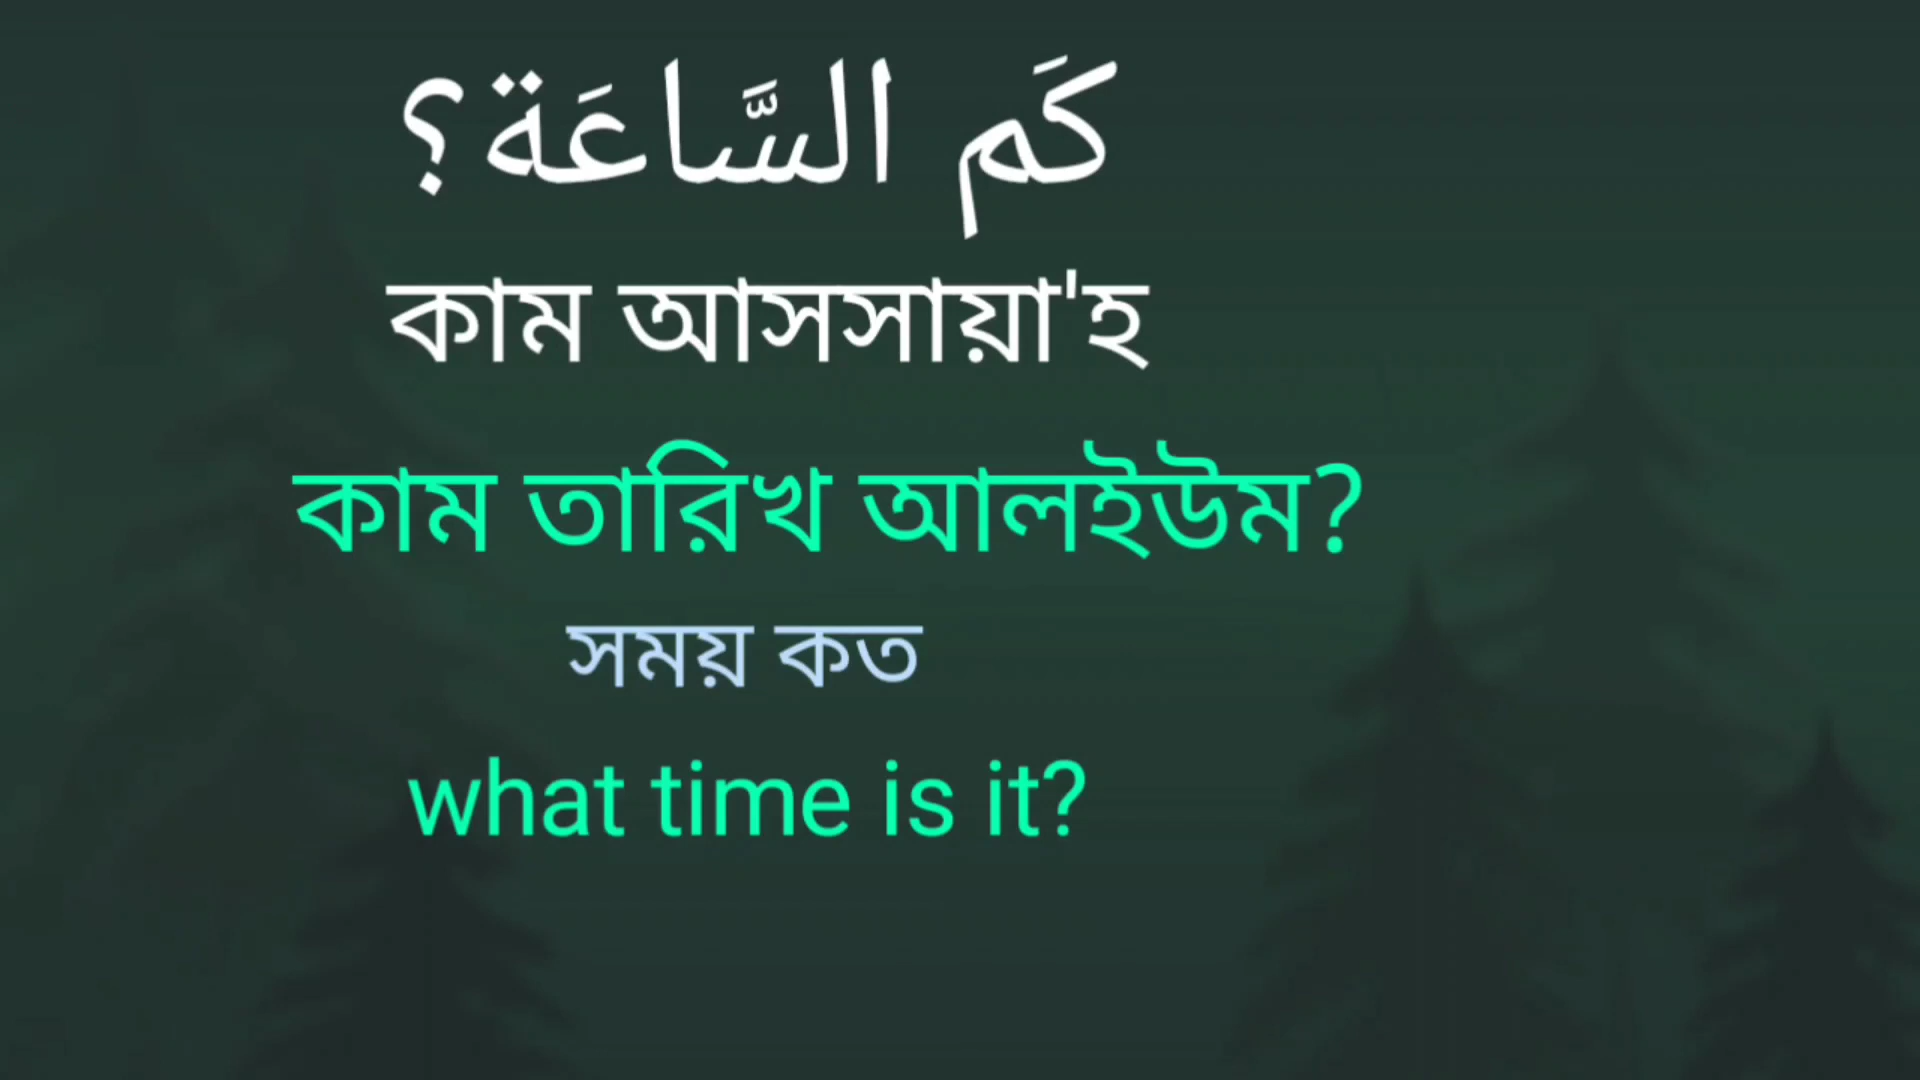 كَم السَّاعَة؟
কাম আসসায়া'হ
কাম তারিখ আলইউম?
সময় কত
what time is it?